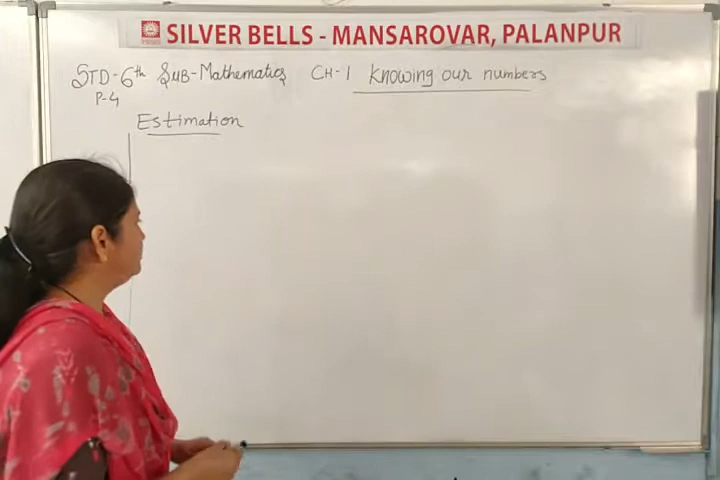 SILVER BELLS - MANSAROVAR, PALANPUR
STD-6th SUB-Mathematics CH-1 Knowing our numbers
P-4
Estimation